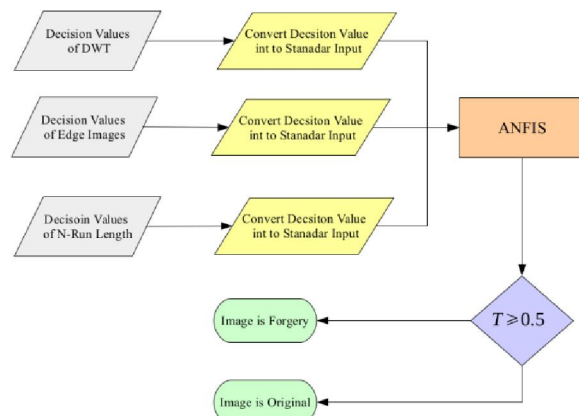 Decision Values
of DWT
Convert Decsiton Value
int to Stanadar Input
Decision Values
of Edge Images
Convert Decsiton Value
int to Stanadar Input
ANFIS
Decisoin Values
of N-Run Length
Convert Decsiton Value
int to Stanadar Input
T ⩾ 0.5
Image is Forgery
Image is Original